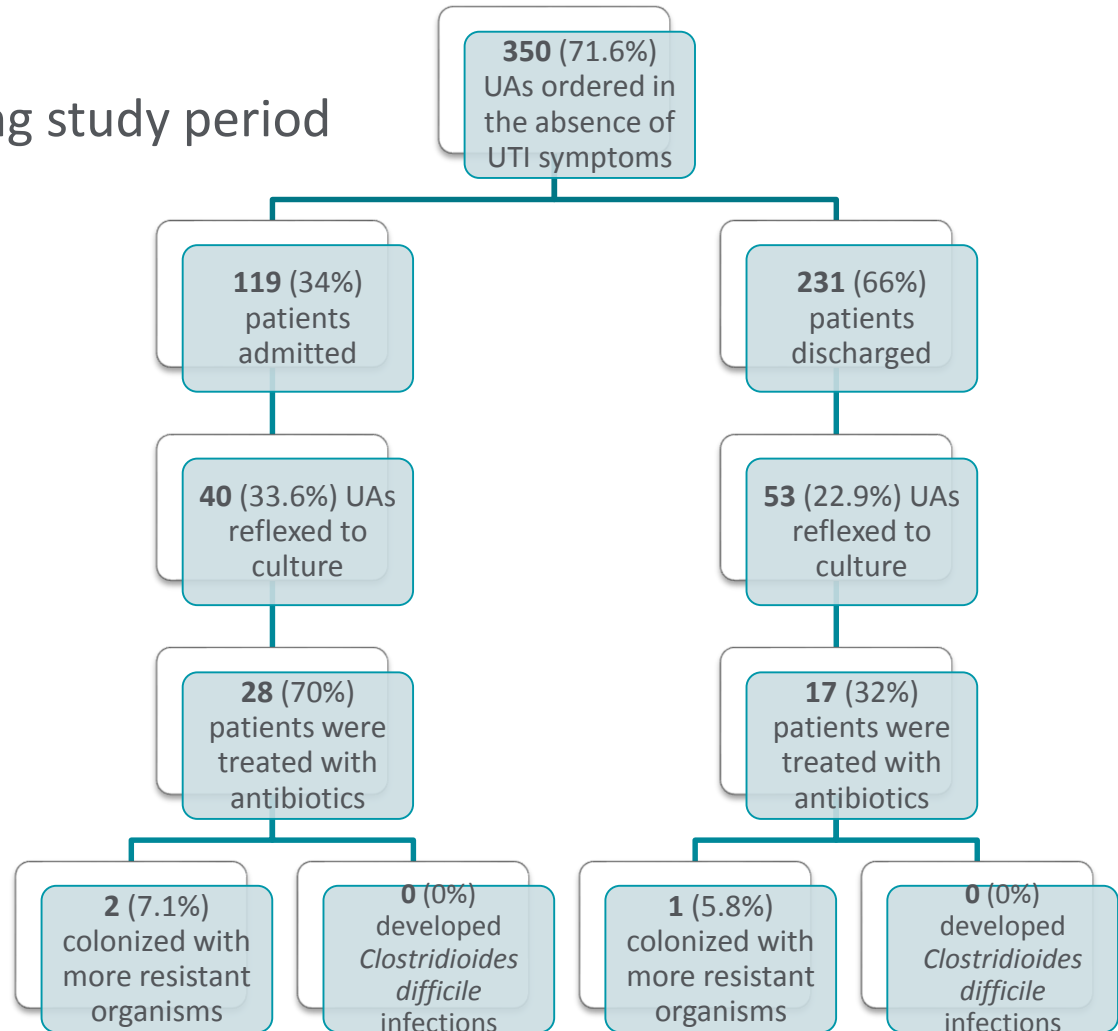 350 (71.6%)
UAs ordered in
the absence of
UTI symptoms
study period
119 (34%)
patients
admitted
231 (66%)
patients
discharged
40 (33.6%) UAs
reflexed to
culture
53 (22.9%) UAs
reflexed to
culture
28 (70%)
patients were
treated with
antibiotics
17 (32%)
patients were
treated with
antibiotics
2 (7.1%)
colonized with
more resistant
organisms
0 (0%)
developed
Clostridioides
difficile
infections
1 (5.8%)
colonized with
more resistant
organisms
0 (0%)
developed
Clostridioides
difficile
infections